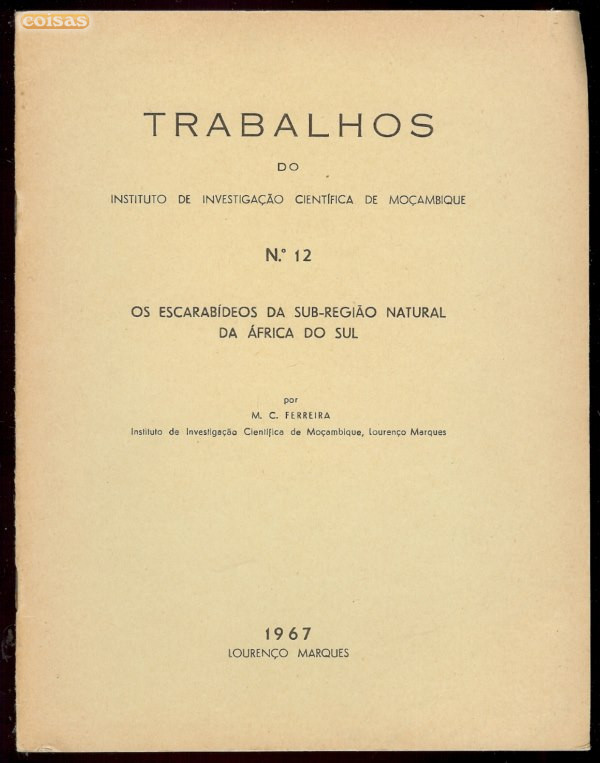 coisas
TRABALHOS
DO
INSTITUTO DE INVESTIGAÇÃO CIENTÍFICA DE MOÇAMBIQUE
N.º 12
OS ESCARABÍDEOS DA SUB-REGIÃO NATURAL
DA ÁFRICA DO SUL
por
M. C. FERREIRA
Instituto de Investigação Científica de Moçambique, Lourenço Marques
1967
LOURENÇO MARQUES